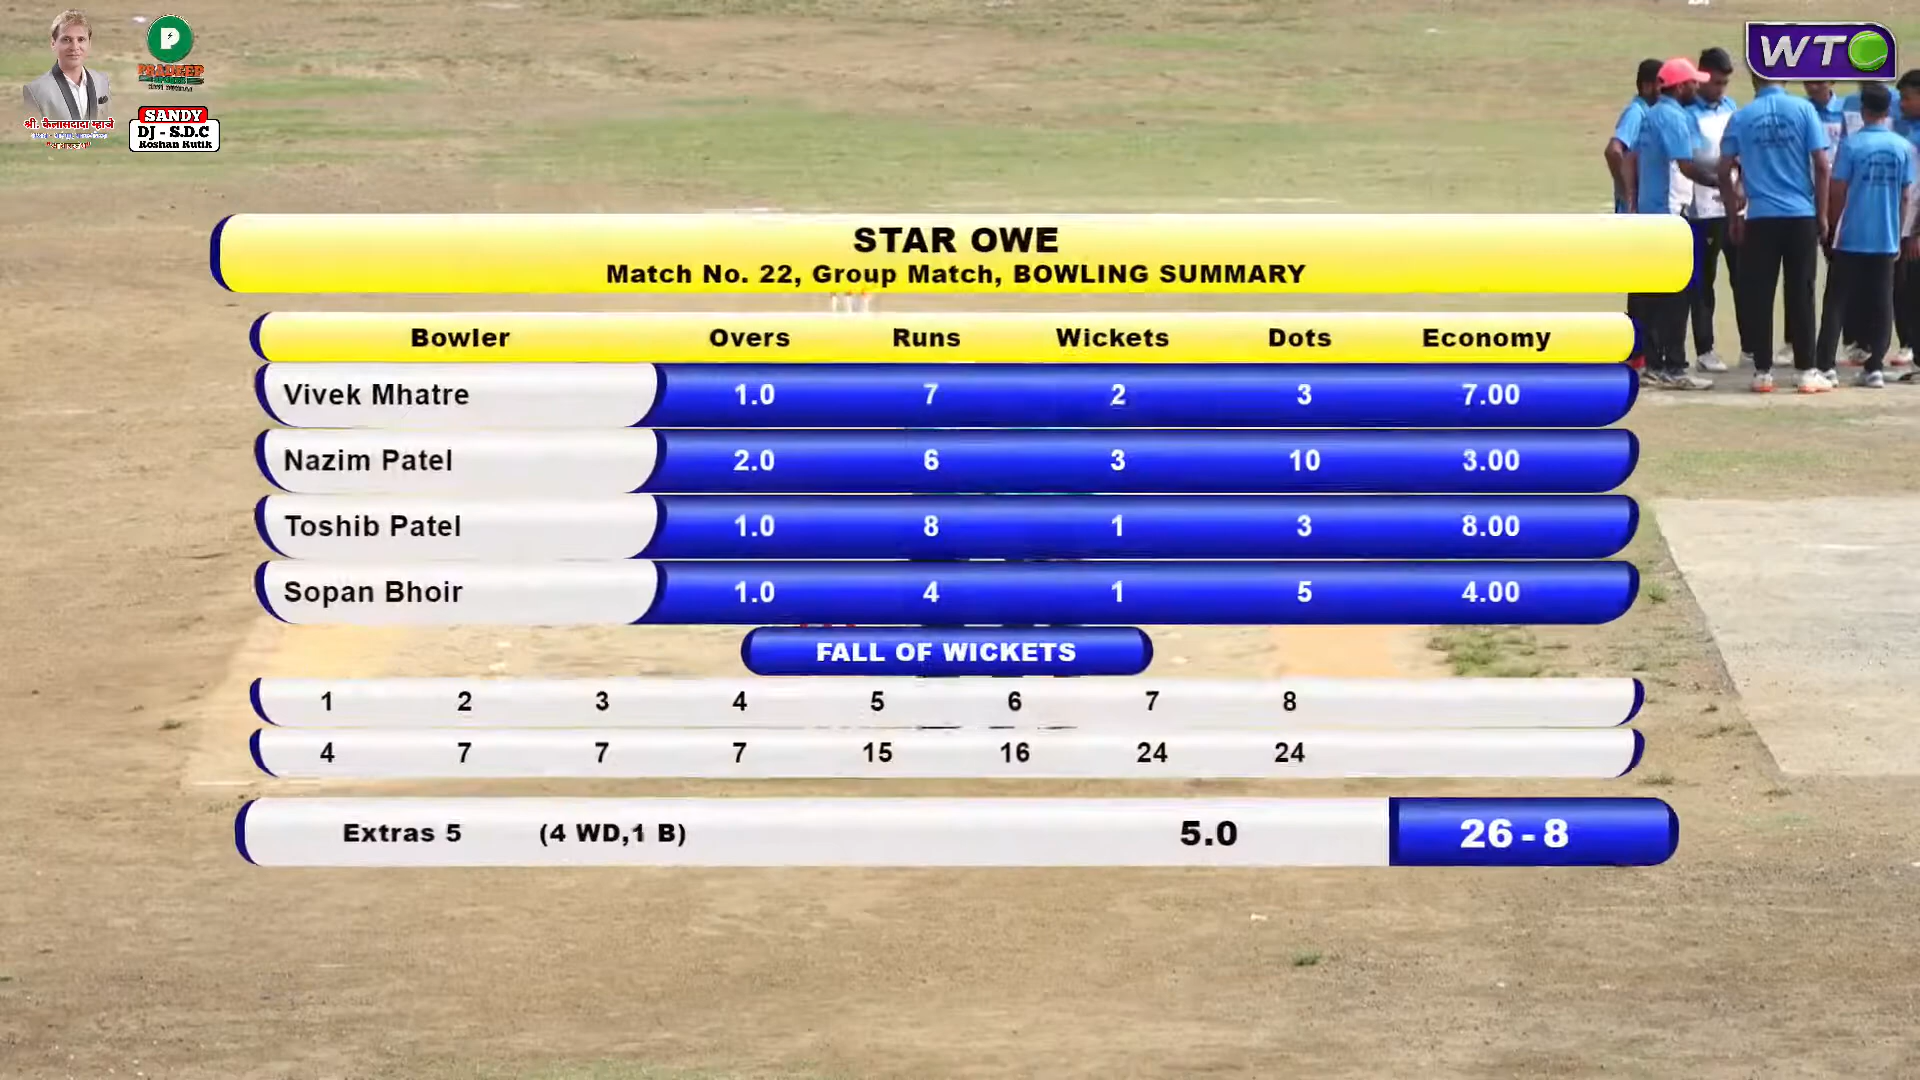 श्री. कैलासदादा म्हात्रे
P
PRADEEP
SANDY
DJ - S.D.C
Roshan Rutik
WTC
STAR OWE
Match No. 22, Group Match, BOWLING SUMMARY
Bowler Overs Runs Wickets Dots Economy
Vivek Mhatre 1.0 7 2 3 7.00
Nazim Patel 2.0 6 3 10 3.00
Toshib Patel 1.0 8 1 3 8.00
Sopan Bhoir 1.0 4 1 5 4.00
FALL OF WICKETS
1 2 3 4 5 6 7 8
4 7 7 7 15 16 24 24
Extras 5 (4 WD,1 B) 5.0 26 - 8